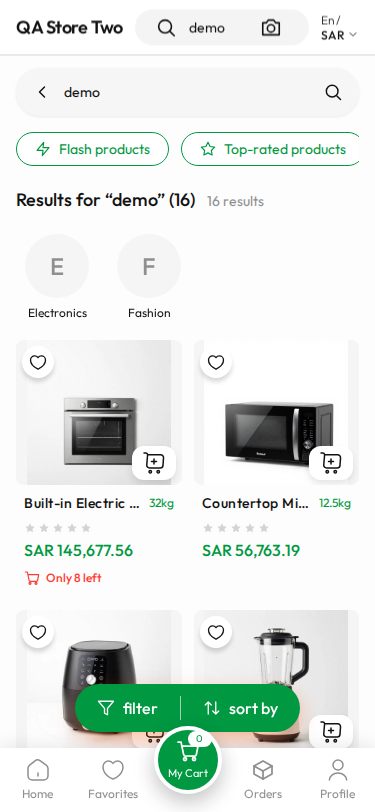 QA Store Two
demo
En /
SAR
demo
Flash products
Top-rated products
Results for “demo” (16) 16 results
E
F
Electronics
Fashion
Built-in Electric ... 32kg
Countertop Mi... 12.5kg
SAR 145,677.56
SAR 56,763.19
Only 8 left
filter
sort by
0
My Cart
Home
Favorites
Orders
Profile